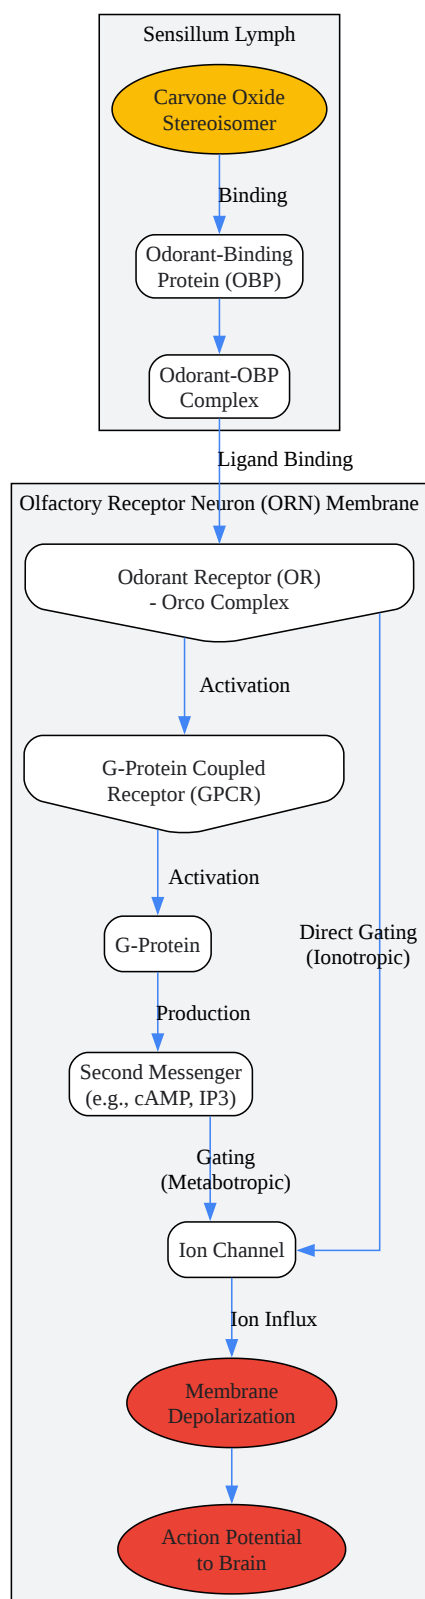 Sensillum Lymph
Carvone Oxide
Stereoisomer
Binding
Odorant-Binding
Protein (OBP)
Odorant-OBP
Complex
Ligand Binding
Olfactory Receptor Neuron (ORN) Membrane
Odorant Receptor (OR)
- Orco Complex
Activation
G-Protein Coupled
Receptor (GPCR)
Activation
G-Protein
Direct Gating
(Ionotropic)
Production
Second Messenger
(e.g., cAMP, IP3)
Gating
(Metabotropic)
Ion Channel
Ion Influx
Membrane
Depolarization
Action Potential
to Brain